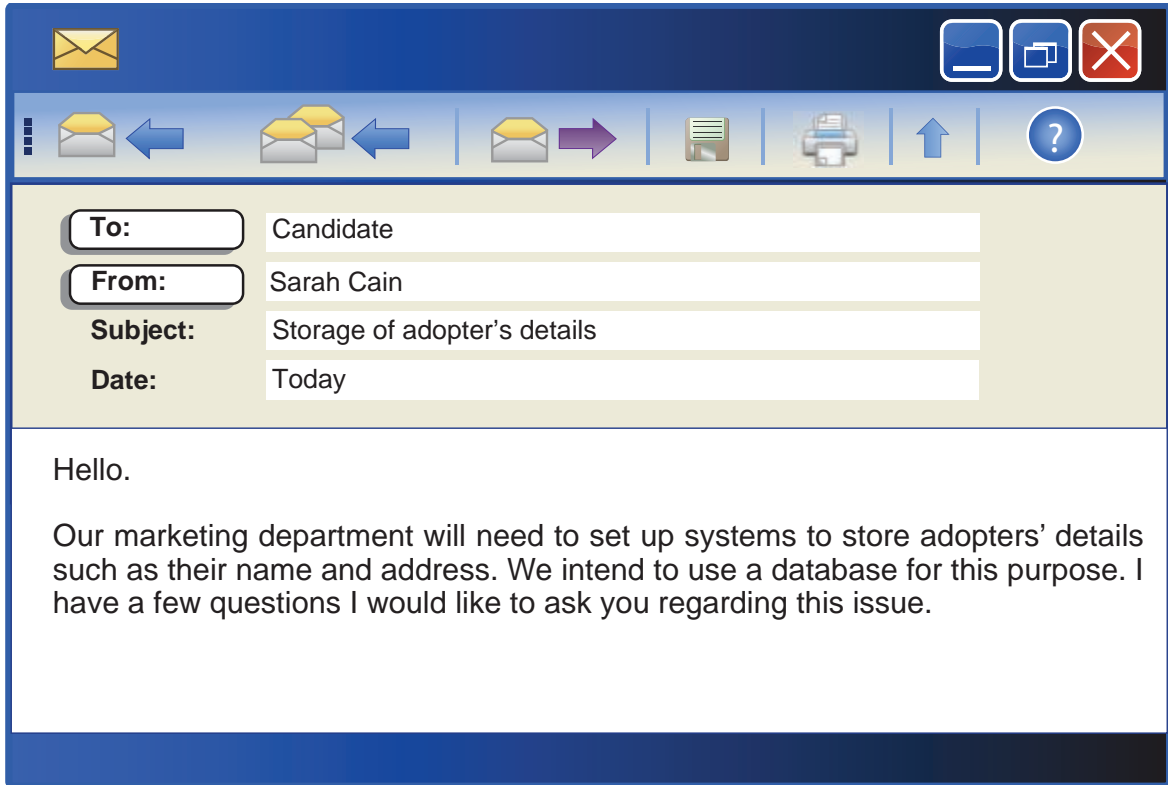 ?
To: Candidate
From: Sarah Cain
Subject: Storage of adopter’s details
Date: Today
Hello.
Our marketing department will need to set up systems to store adopters’ details
such as their name and address. We intend to use a database for this purpose. I
have a few questions I would like to ask you regarding this issue.